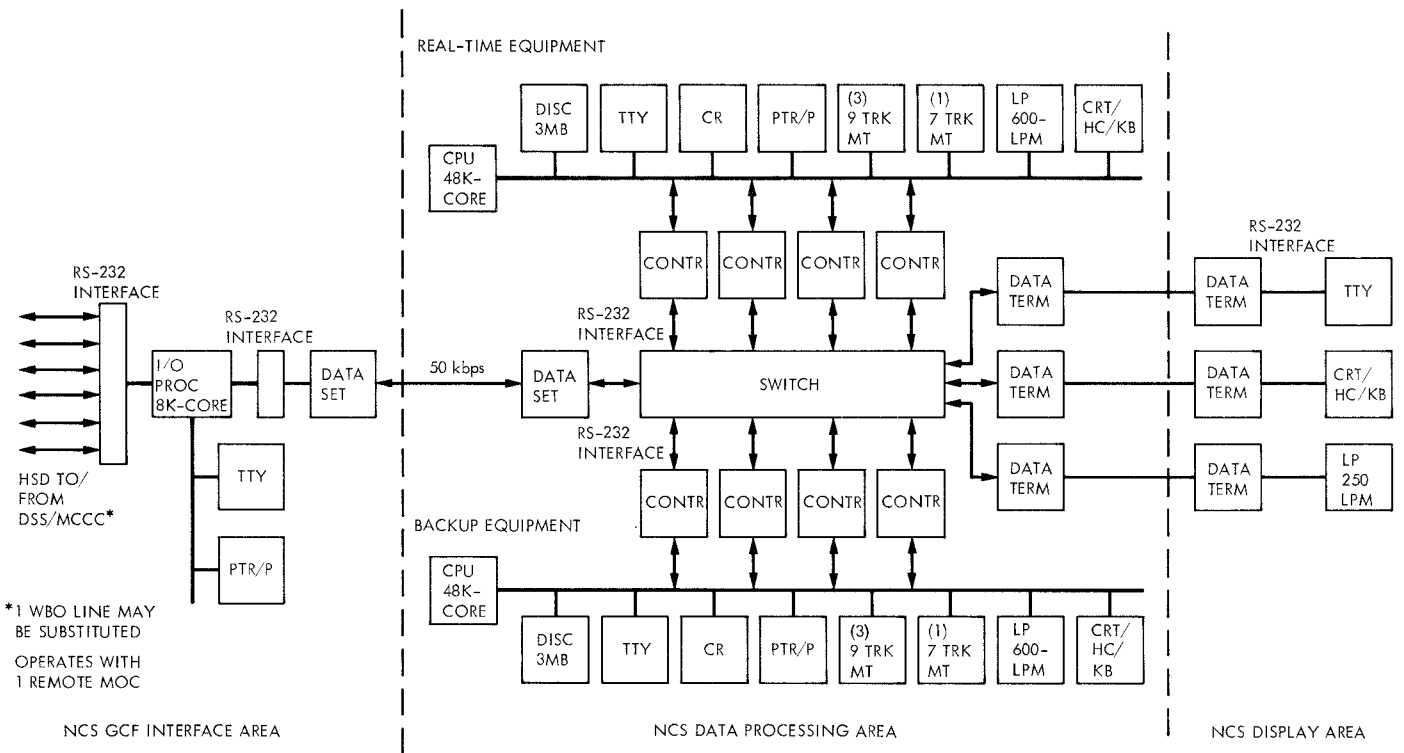 REAL-TIME EQUIPMENT
DISC
3MB
TTY
CR
PTR/P
(3)
9 TRK
MT
(1)
7 TRK
MT
LP
600-
LPM
CRT/
HC/KB
CPU
48K-
CORE
CONTR
CONTR
CONTR
CONTR
RS-232
INTERFACE
HSD TO/
FROM
DSS/MCCC*
I/O
PROC
8K-CORE
TTY
PTR/P
RS-232
INTERFACE
DATA
SET
50 kbps
DATA
SET
RS-232
INTERFACE
SWITCH
RS-232
INTERFACE
DATA
TERM
DATA
TERM
RS-232
INTERFACE
TTY
DATA
TERM
DATA
TERM
CRT/
HC/KB
DATA
TERM
DATA
TERM
LP
250
LPM
CONTR
CONTR
CONTR
CONTR
BACKUP EQUIPMENT
CPU
48K-
CORE
DISC
3MB
TTY
CR
PTR/P
(3)
9 TRK
MT
(1)
7 TRK
MT
LP
600-
LPM
CRT/
HC/
KB
*1 WBO LINE MAY
BE SUBSTITUTED
OPERATES WITH
1 REMOTE MOC
NCS GCF INTERFACE AREA
NCS DATA PROCESSING AREA
NCS DISPLAY AREA